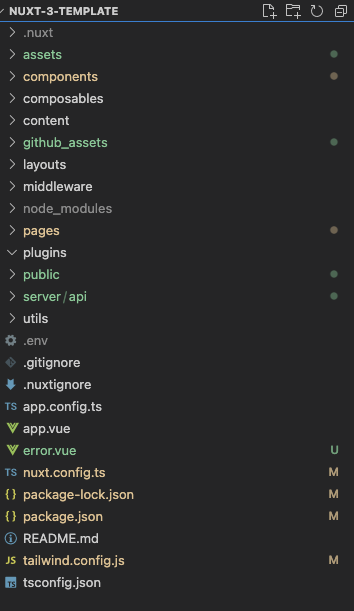 NUXT-3-TEMPLATE
.nuxt
assets
components
composables
content
github_assets
layouts
middleware
node_modules
pages
plugins
public
server/api
utils
.env
.gitignore
.nuxtignore
TS app.config.ts
app.vue
error.vue U
TS nuxt.config.ts M
{} package-lock.json M
{} package.json M
README.md
JS tailwind.config.js M
TS tsconfig.json